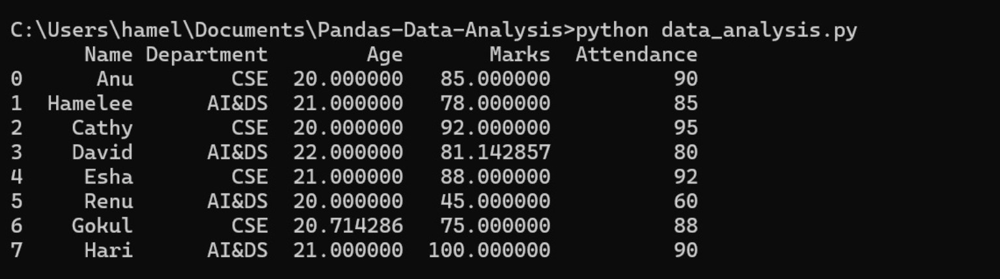 C:\Users\hamel\Documents\Pandas-Data-Analysis>python data_analysis.py
Name Department Age Marks Attendance
0 Anu CSE 20.000000 85.000000 90
1 Hamelee AI&DS 21.000000 78.000000 85
2 Cathy CSE 20.000000 92.000000 95
3 David AI&DS 22.000000 81.142857 80
4 Esha CSE 21.000000 88.000000 92
5 Renu AI&DS 20.000000 45.000000 60
6 Gokul CSE 20.714286 75.000000 88
7 Hari AI&DS 21.000000 100.000000 90